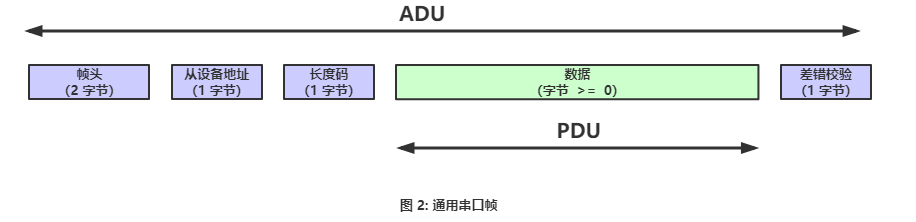 ADU
帧头
（2 字节）
从设备地址
（1 字节）
长度码
（1 字节）
数据
（字节 >= 0）
差错校验
（1 字节）
PDU
图 2: 通用串口帧